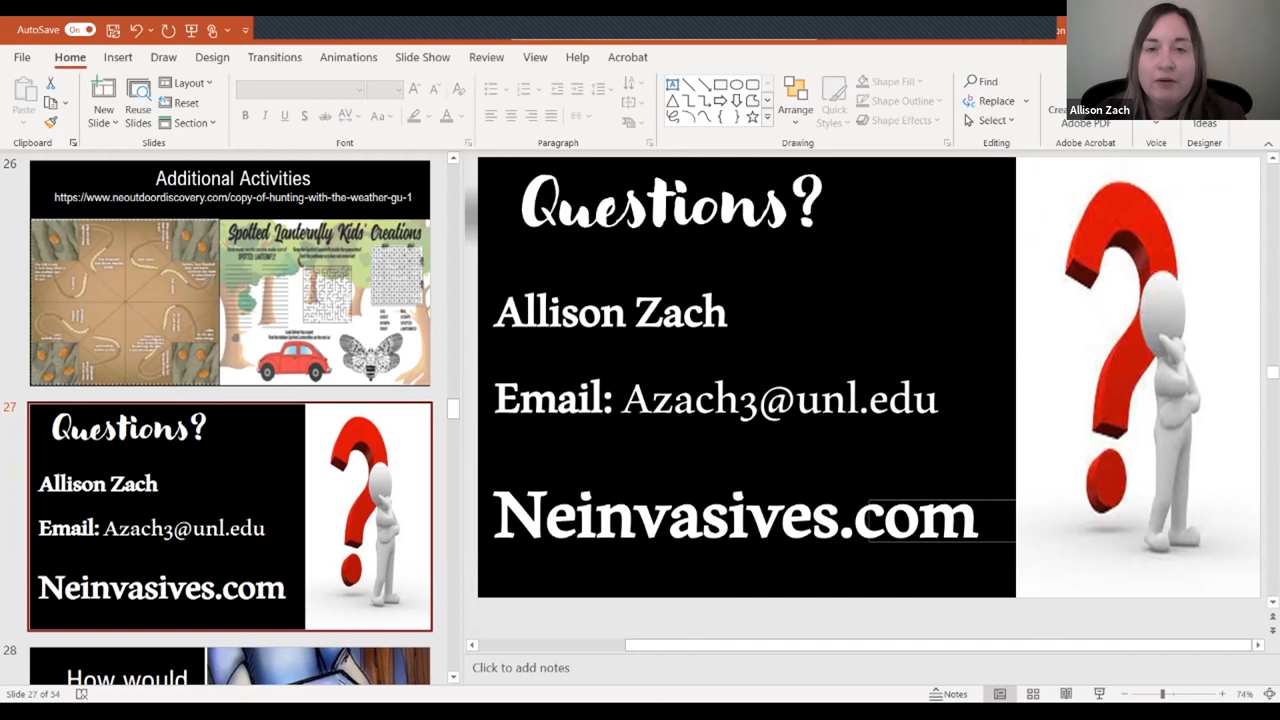 AutoSave On
File Home Insert Draw Design Transitions Animations Slide Show Review View Help Acrobat
Paste
New Slide
Reuse Slides
Layout
Reset
Section
Find
Replace
Select
Arrange
Quick Styles
Shape Fill
Shape Outline
Shape Effects
Adobe PDF
Ideas
Clipboard Slides Font Paragraph Drawing Editing Adobe Acrobat Voice Designer
Allison Zach
26
Additional Activities
https://www.neoutdoordiscovery.com/copy-of-hunting-with-the-weather-gu-1
Spotted Lanternfly Kids' Creations
27
Questions?
Allison Zach
Email: Azach3@unl.edu
Neinvasives.com
28
How would
Questions?
Allison Zach
Email: Azach3@unl.edu
Neinvasives.com
Click to add notes
Slide 27 of 54
Notes
74%